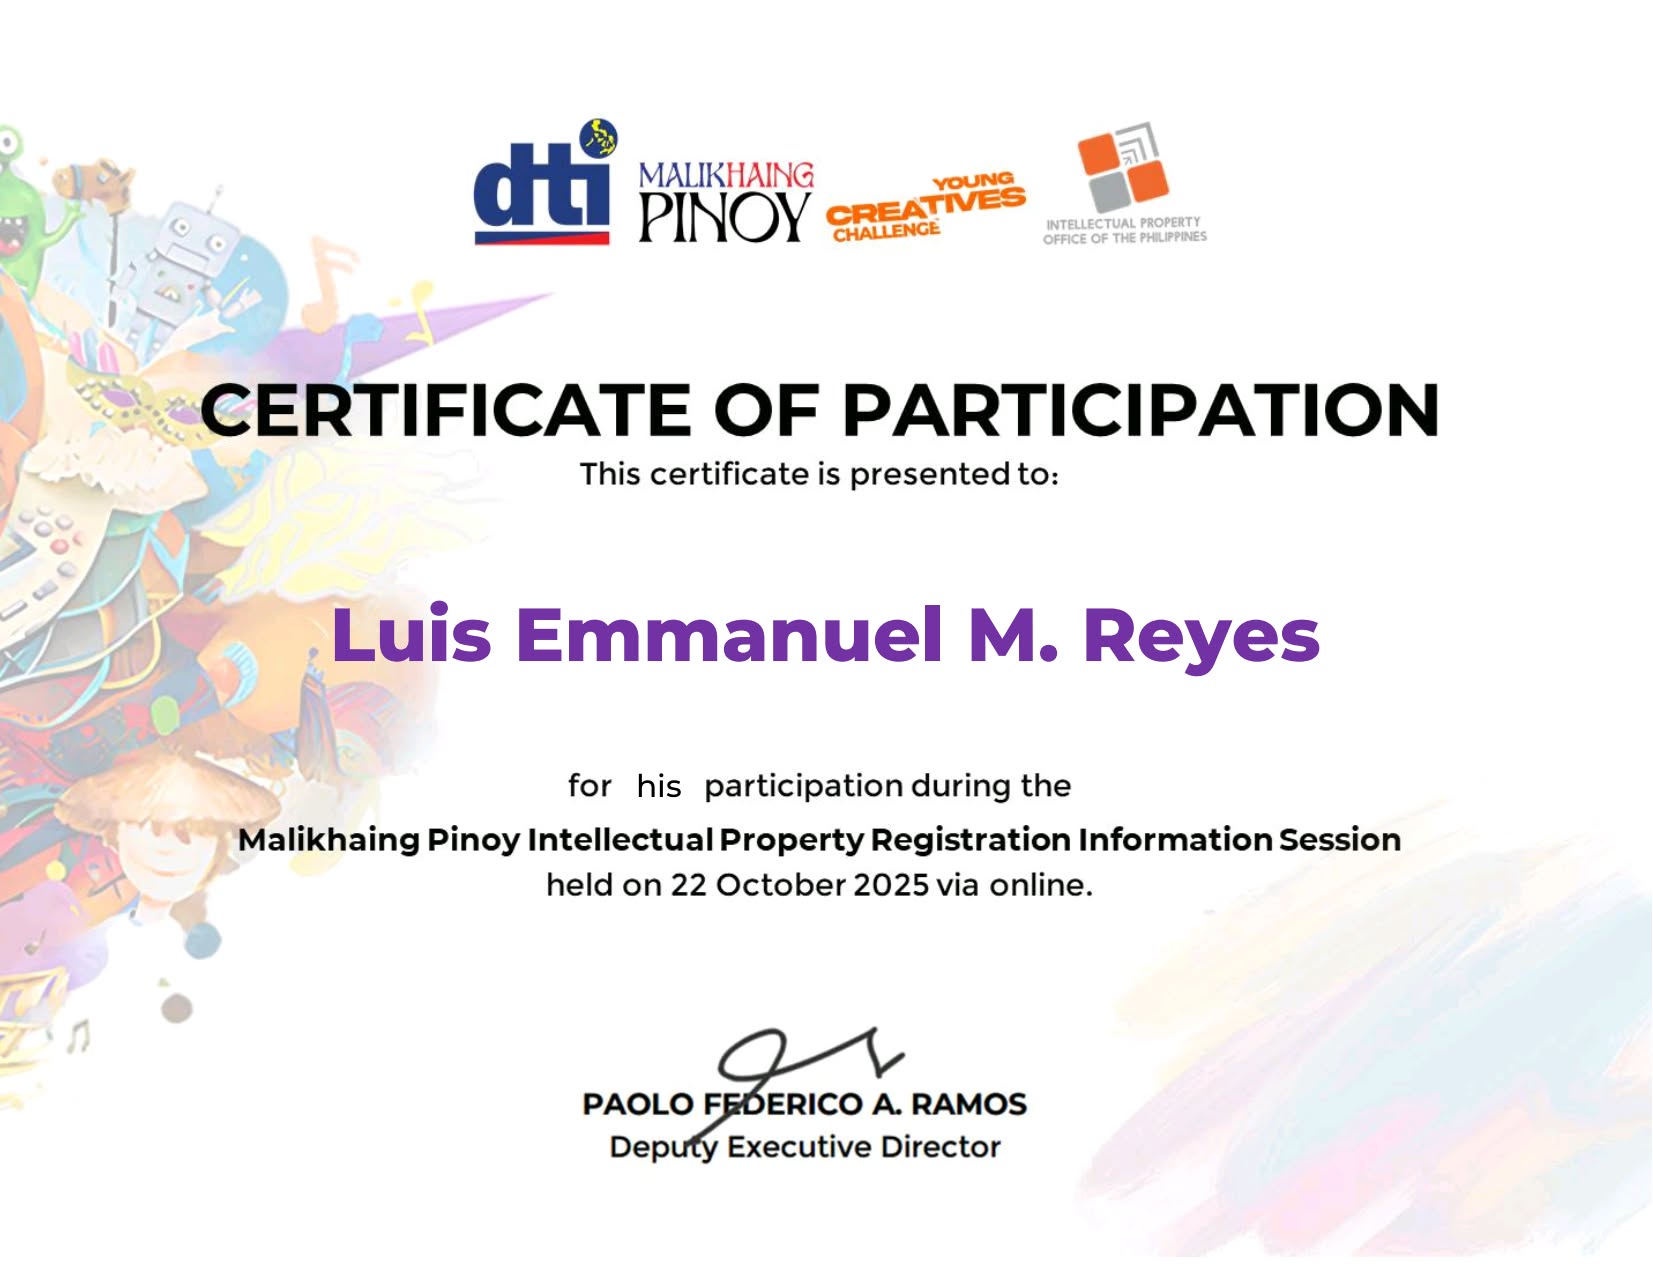 dti
MALIKHAING
PINOY
YOUNG
CREATIVES
CHALLENGE
INTELLECTUAL PROPERTY
OFFICE OF THE PHILIPPINES
CERTIFICATE OF PARTICIPATION
This certificate is presented to:
Luis Emmanuel M. Reyes
for his participation during the
Malikhaing Pinoy Intellectual Property Registration Information Session
held on 22 October 2025 via online.
PAOLO FEDERICO A. RAMOS
Deputy Executive Director